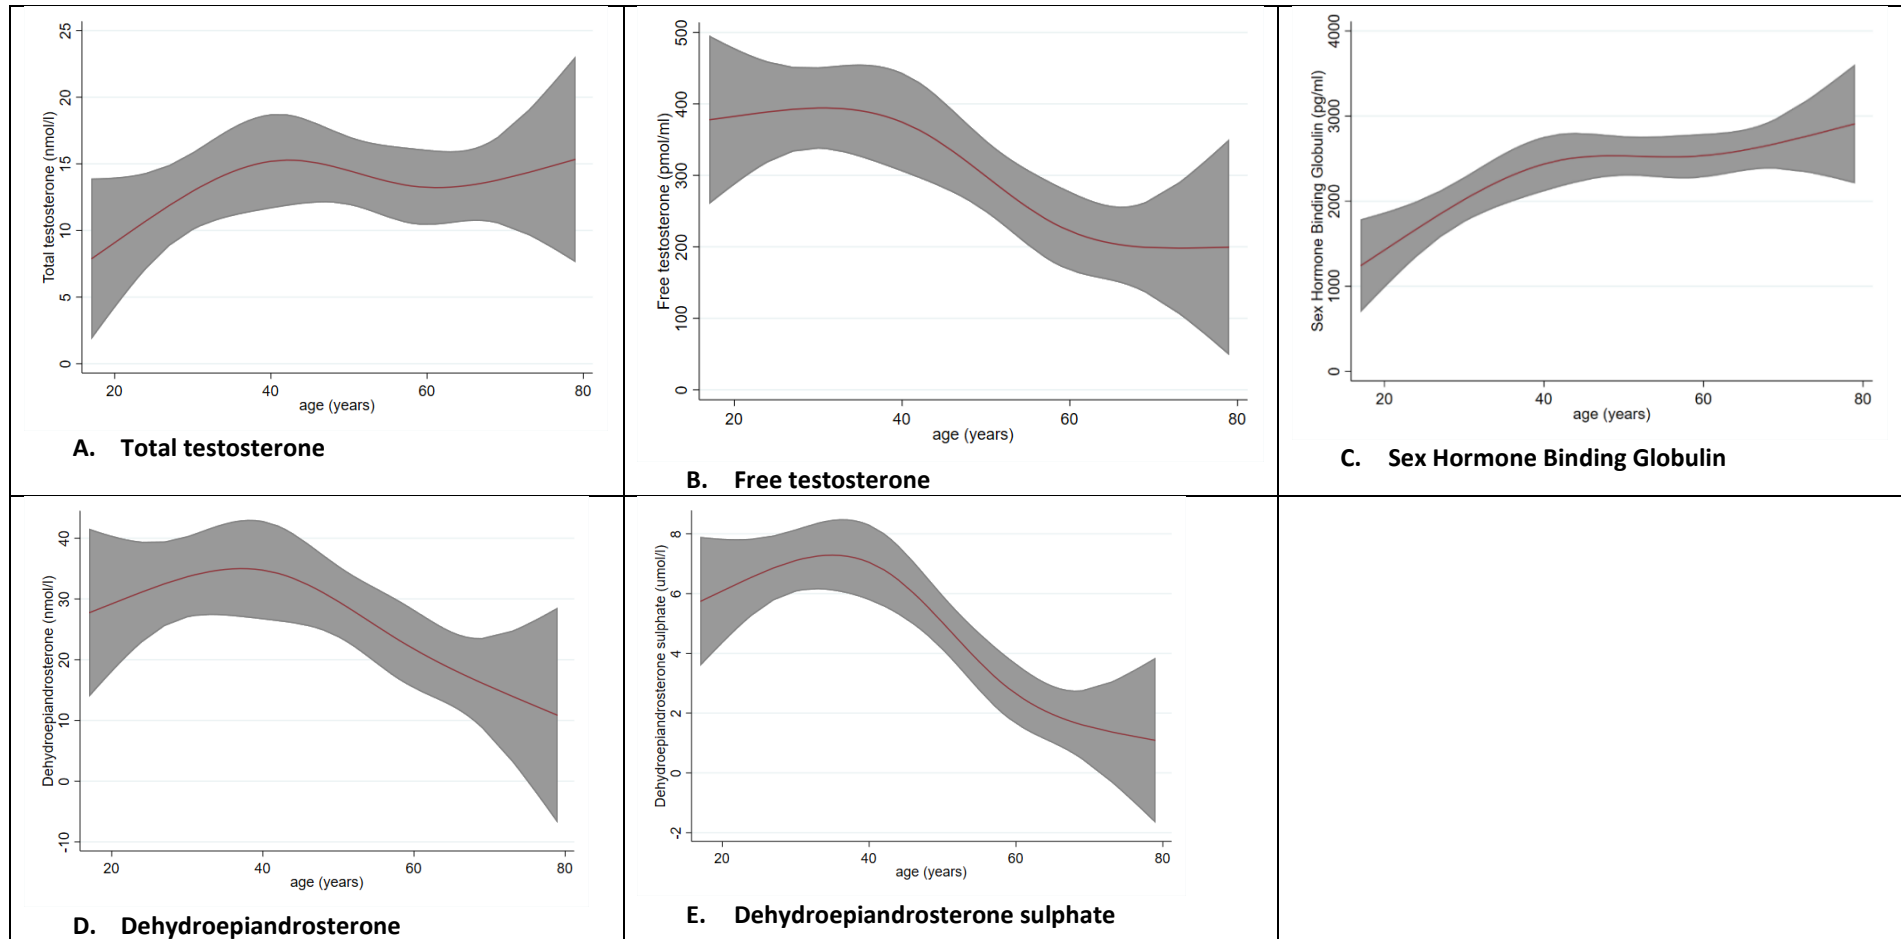 Total testosterone (nmol/l)
25
20
15
10
5
0
20 40 60 80
age (years)
A. Total testosterone
Free testosterone (pmol/ml)
500
400
300
200
100
0
20 40 60 80
age (years)
B. Free testosterone
Sex Hormone Binding Globulin (pg/ml)
4000
3000
2000
1000
0
20 40 60 80
age (years)
C. Sex Hormone Binding Globulin
Dehydroepiandrosterone (nmol/l)
40
30
20
10
0
-10
20 40 60 80
age (years)
D. Dehydroepiandrosterone
Dehydroepiandrosterone sulphate (umol/l)
8
6
4
2
0
-2
20 40 60 80
age (years)
E. Dehydroepiandrosterone sulphate